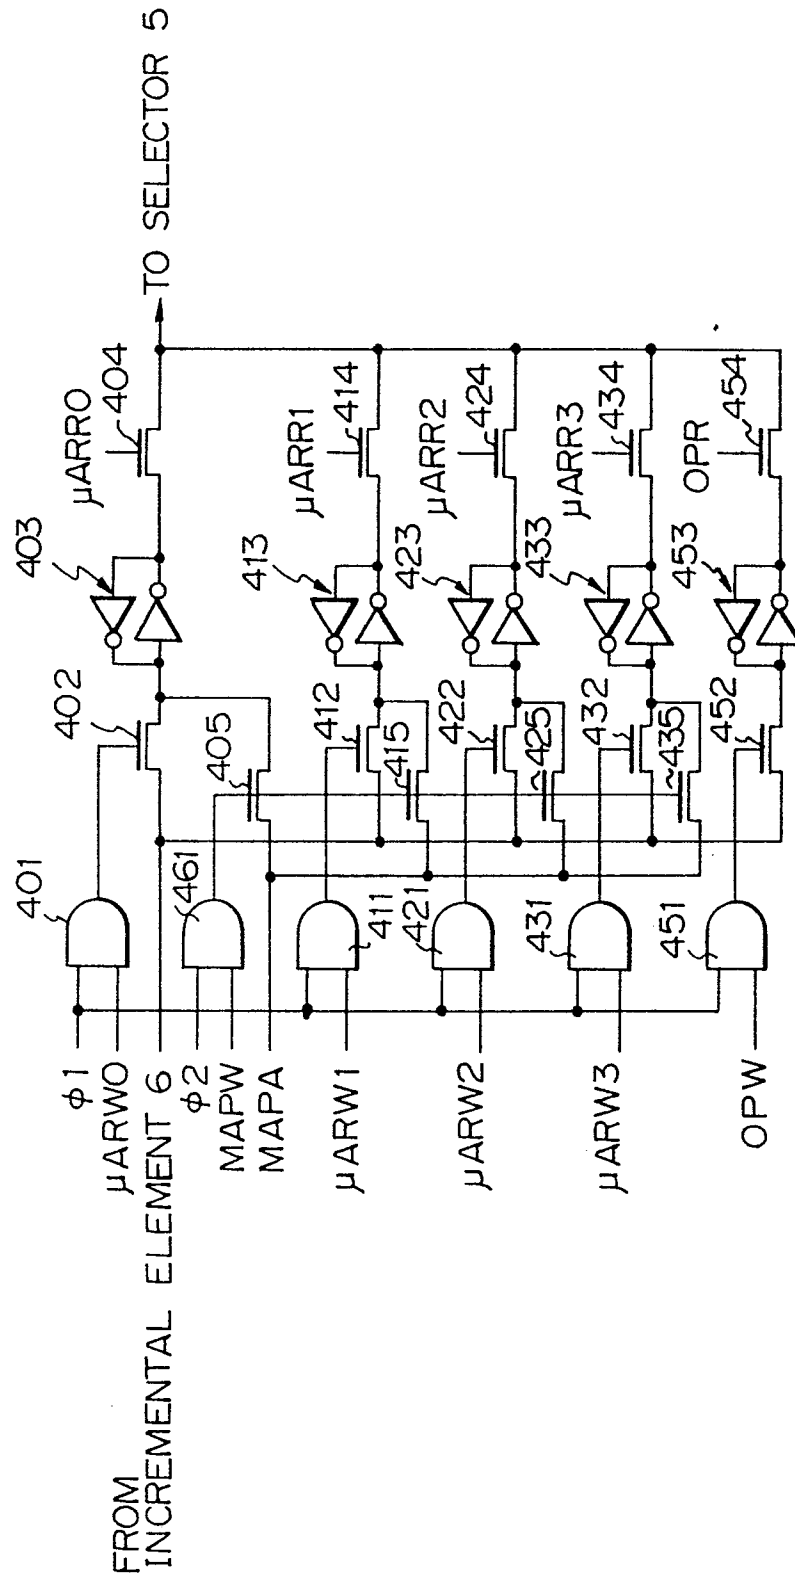 TO SELECTOR 5
μARR0
404
403
402
405
401
461
φ1
μARW0
FROM
INCREMENTAL ELEMENT 6
φ2
MAPW
MAPA
μARR1
414
413
412
415
411
μARW1
μARR2
424
423
422
425
421
μARW2
μARR3
434
433
432
435
431
μARW3
OPR
454
453
452
451
OPW